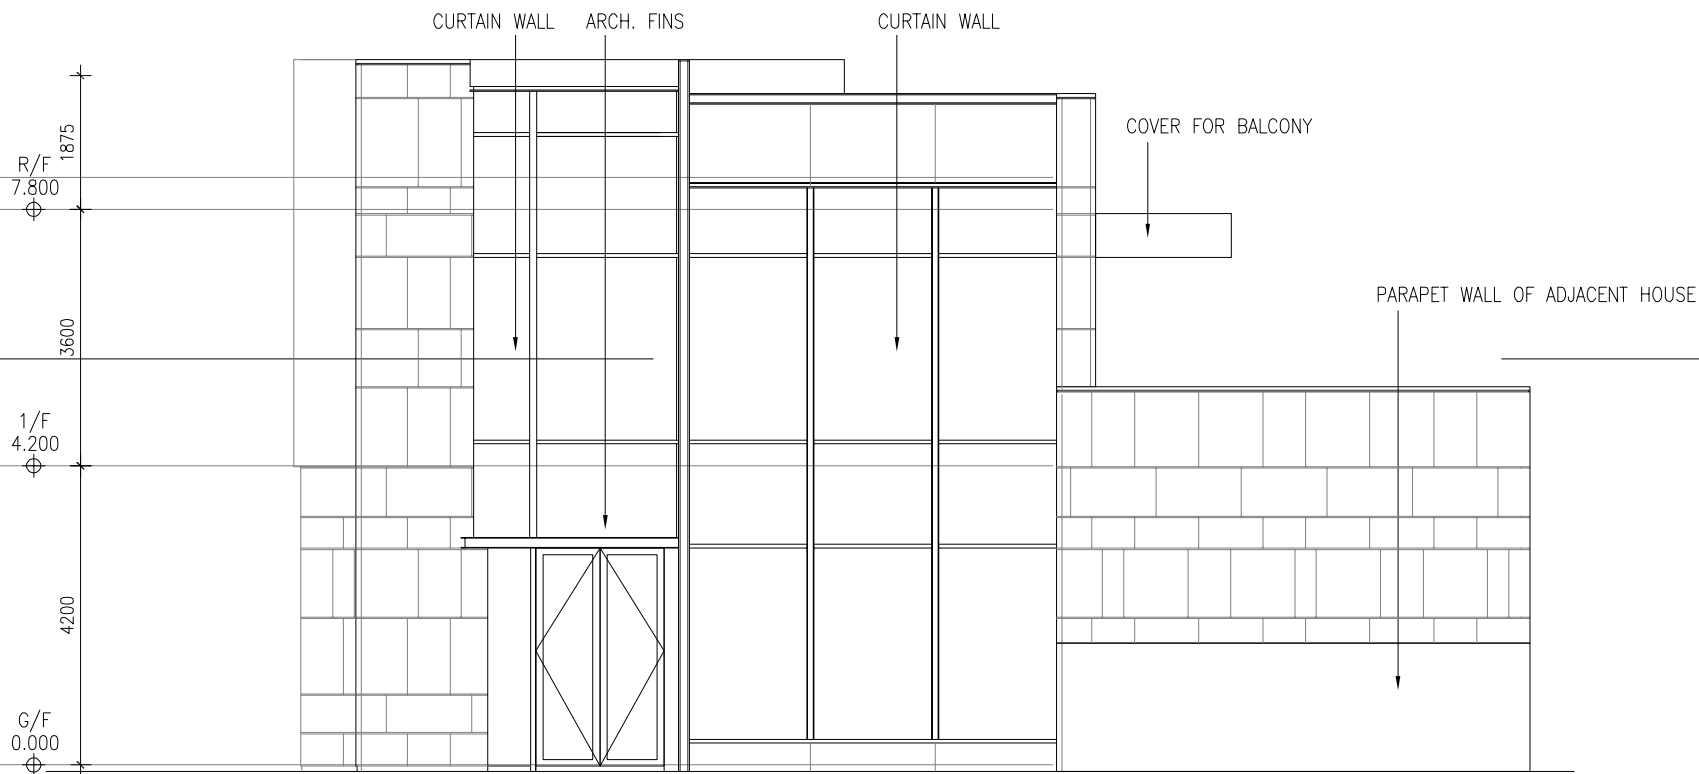 CURTAIN WALL
ARCH. FINS
CURTAIN WALL
COVER FOR BALCONY
1875
R/F
7.800
PARAPET WALL OF ADJACENT HOUSE
3600
1/F
4.200
4200
G/F
0.000